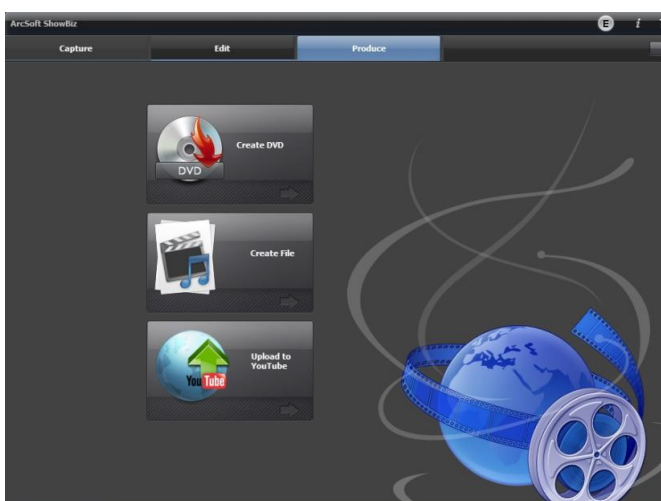 ArcSoft ShowBiz
E i
Capture Edit Produce
Create DVD
DVD
Create File
Upload to
YouTube
You Tube